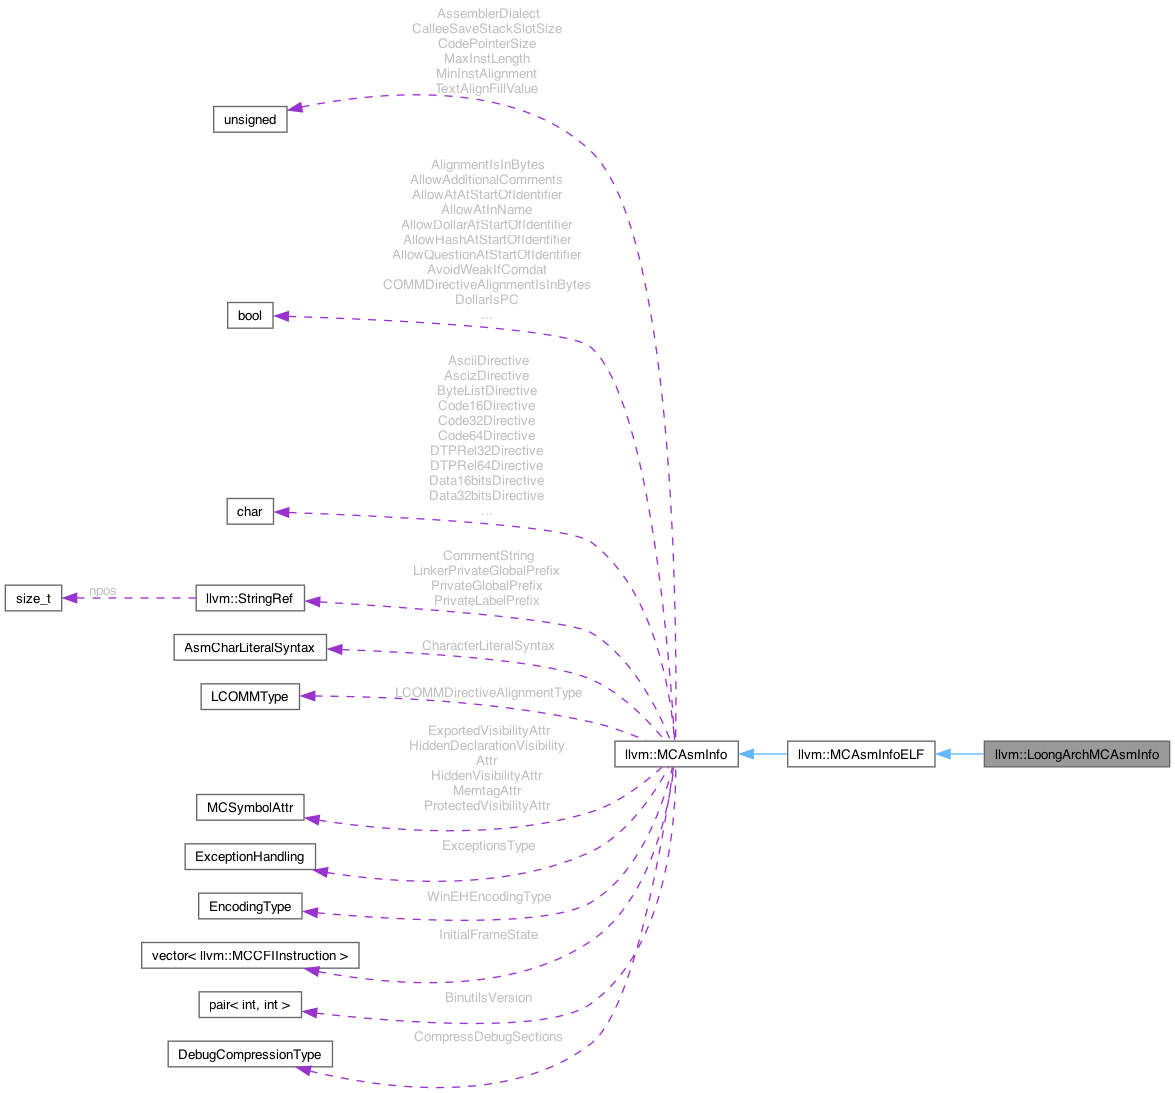 AssemblerDialect
CalleeSaveStackSlotSize
CodePointerSize
MaxInstLength
MinInstAlignment
TextAlignFillValue
unsigned
AlignmentIsInBytes
AllowAdditionalComments
AllowAtAtStartOfIdentifier
AllowAtInName
AllowDollarAtStartOfIdentifier
AllowHashAtStartOfIdentifier
AllowQuestionAtStartOfIdentifier
AvoidWeakIfComdat
COMMDirectiveAlignmentIsInBytes
DollarIsPC
...
bool
AsciiDirective
AscizDirective
ByteListDirective
Code16Directive
Code32Directive
Code64Directive
DTPRel32Directive
DTPRel64Directive
Data16bitsDirective
Data32bitsDirective
...
char
CommentString
LinkerPrivateGlobalPrefix
PrivateGlobalPrefix
PrivateLabelPrefix
size_t
npos
llvm::StringRef
AsmCharLiteralSyntax
CharacterLiteralSyntax
LCOMMType
LCOMMDirectiveAlignmentType
ExportedVisibilityAttr
HiddenDeclarationVisibility
Attr
HiddenVisibilityAttr
MemtagAttr
ProtectedVisibilityAttr
llvm::MCAsmInfo
llvm::MCAsmInfoELF
llvm::LoongArchMCAsmInfo
MCSymbolAttr
ExceptionHandling
ExceptionsType
EncodingType
WinEHEncodingType
vector< llvm::MCCFIInstruction >
InitialFrameState
pair< int, int >
BinutilsVersion
DebugCompressionType
CompressDebugSections